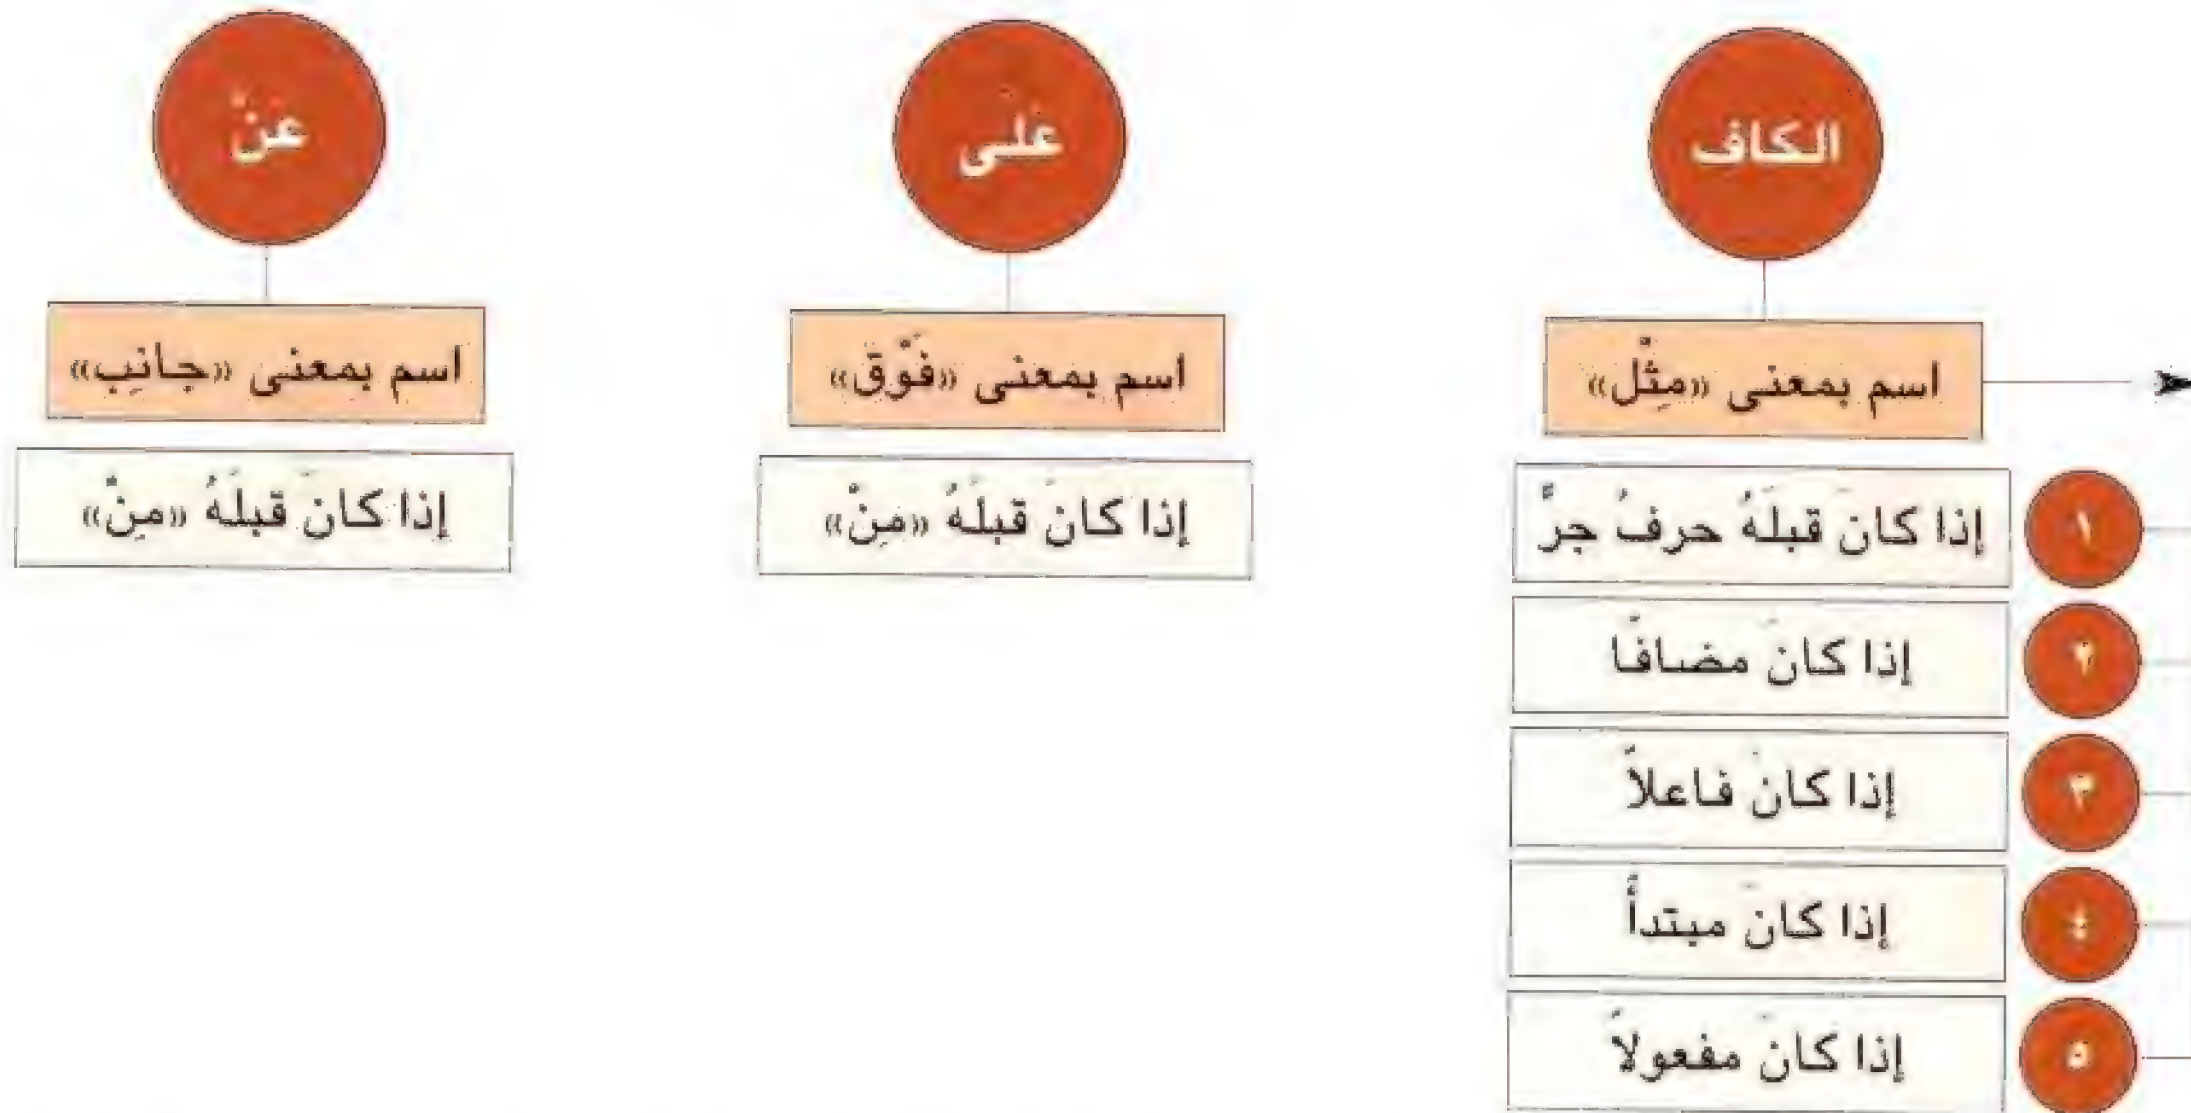 الكاف
اسم بمعنى «مِثْل»
١ إذا كانَ قبلَهُ حرفُ جرٍّ
٢ إذا كانَ مضافًا
٣ إذا كانَ فاعلاً
٤ إذا كانَ مبتدأً
٥ إذا كانَ مفعولاً
عَلى
اسم بمعنى «فَوْق»
إذا كانَ قبلَهُ «مِنْ»
عَنْ
اسم بمعنى «جانِب»
إذا كانَ قبلَهُ «مِنْ»